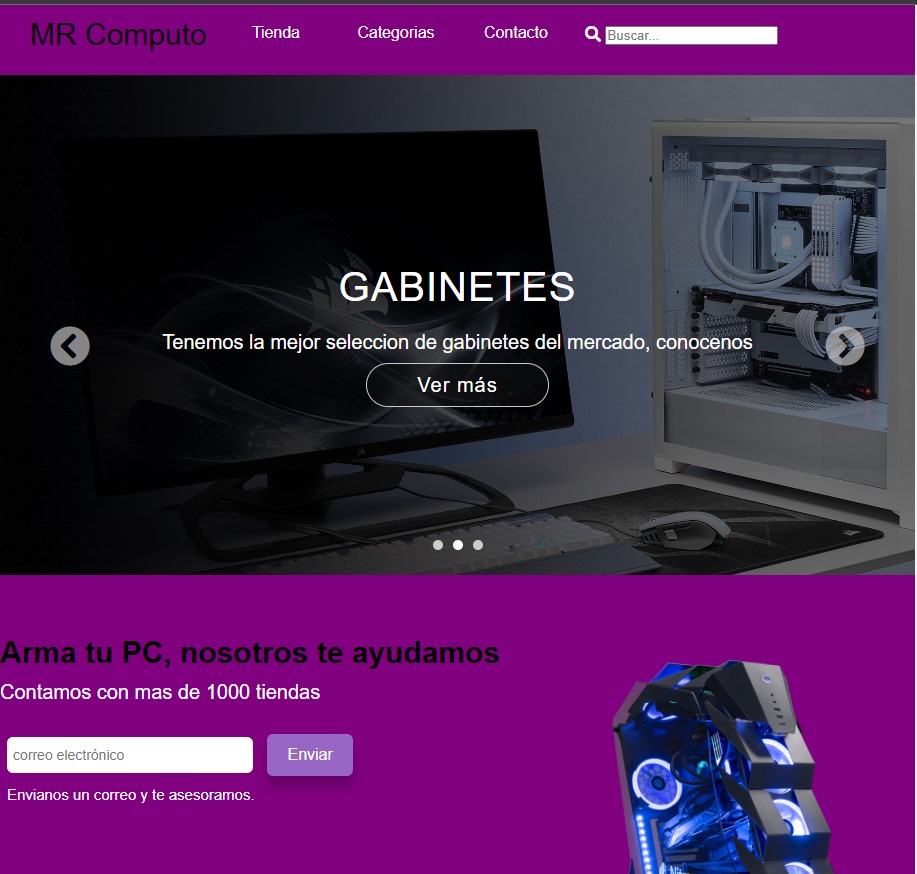 MR Computo
Tienda
Categorias
Contacto
Buscar...
GABINETES
Tenemos la mejor seleccion de gabinetes del mercado, conocenos
Ver más
Arma tu PC, nosotros te ayudamos
Contamos con mas de 1000 tiendas
correo electrónico
Enviar
Envianos un correo y te asesoramos.